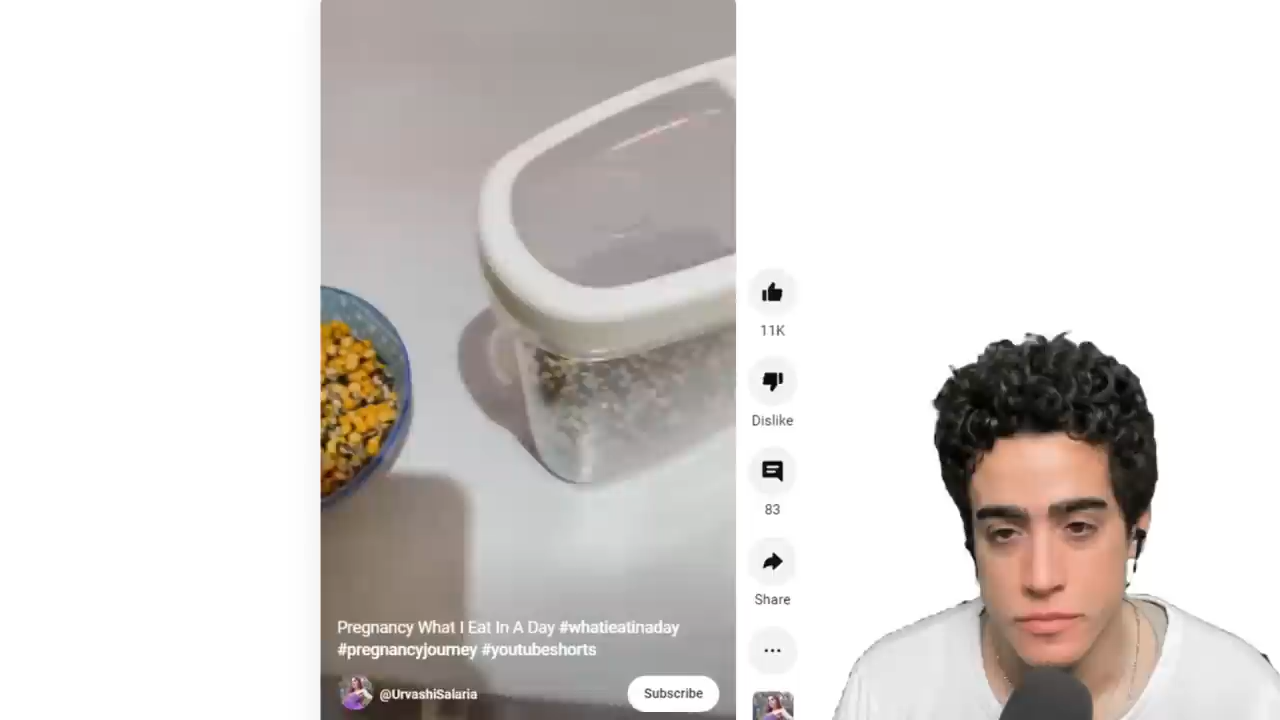 11K
Dislike
83
Share
Pregnancy What I Eat In A Day #whatieatinaday
#pregnancyjourney #youtubeshorts
@UrvashiSalaria
Subscribe